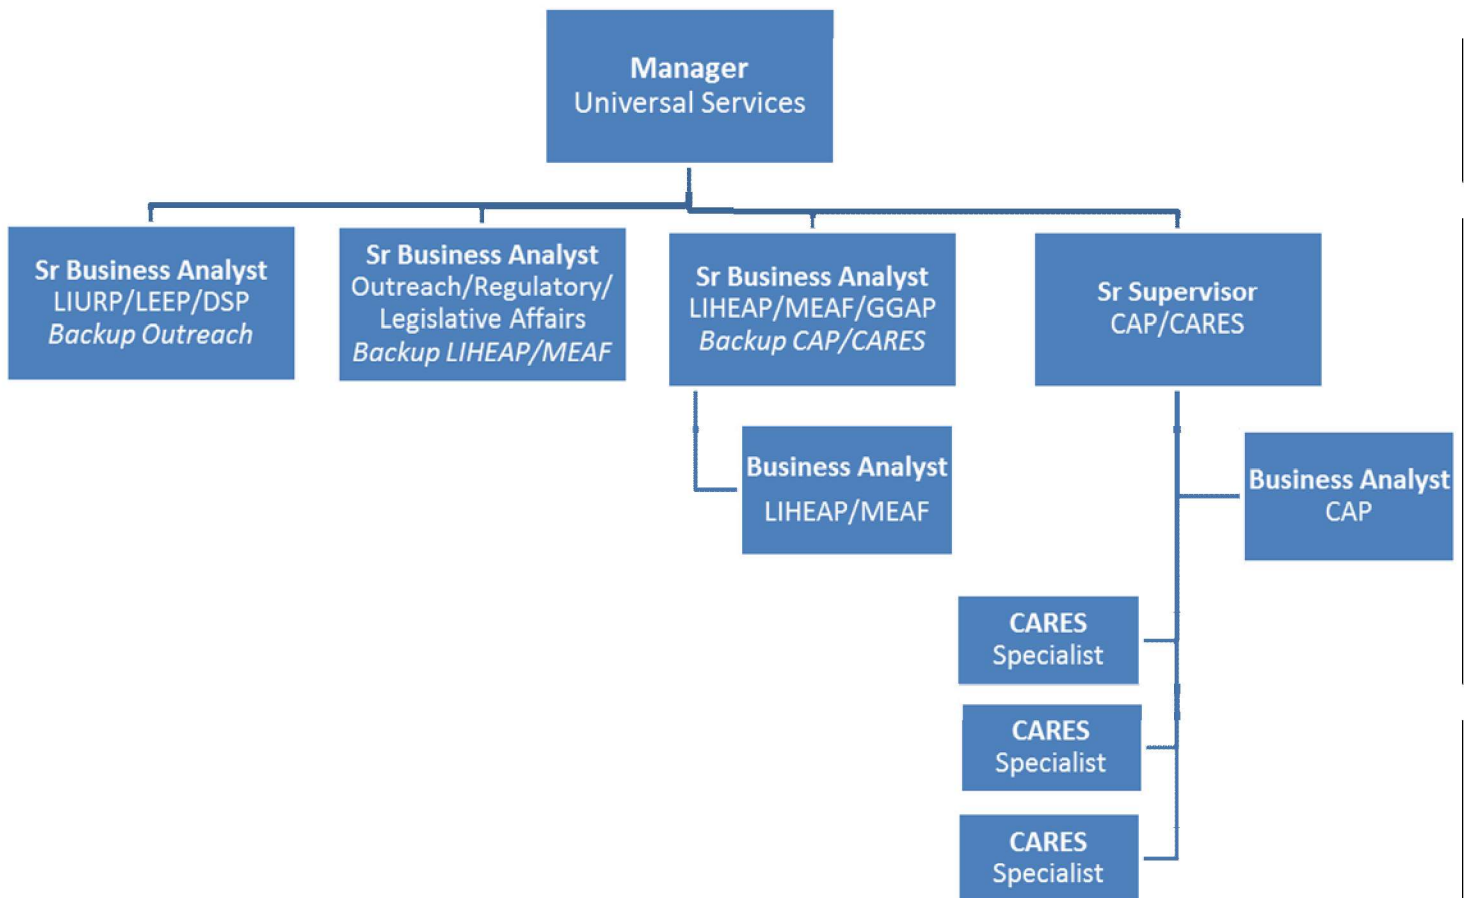 Manager
Universal Services
Sr Business Analyst
LIURP/LEEP/DSP
Backup Outreach
Sr Business Analyst
Outreach/Regulatory/
Legislative Affairs
Backup LIHEAP/MEAF
Sr Business Analyst
LIHEAP/MEAF/GGAP
Backup CAP/CARES
Sr Supervisor
CAP/CARES
Business Analyst
LIHEAP/MEAF
Business Analyst
CAP
CARES
Specialist
CARES
Specialist
CARES
Specialist